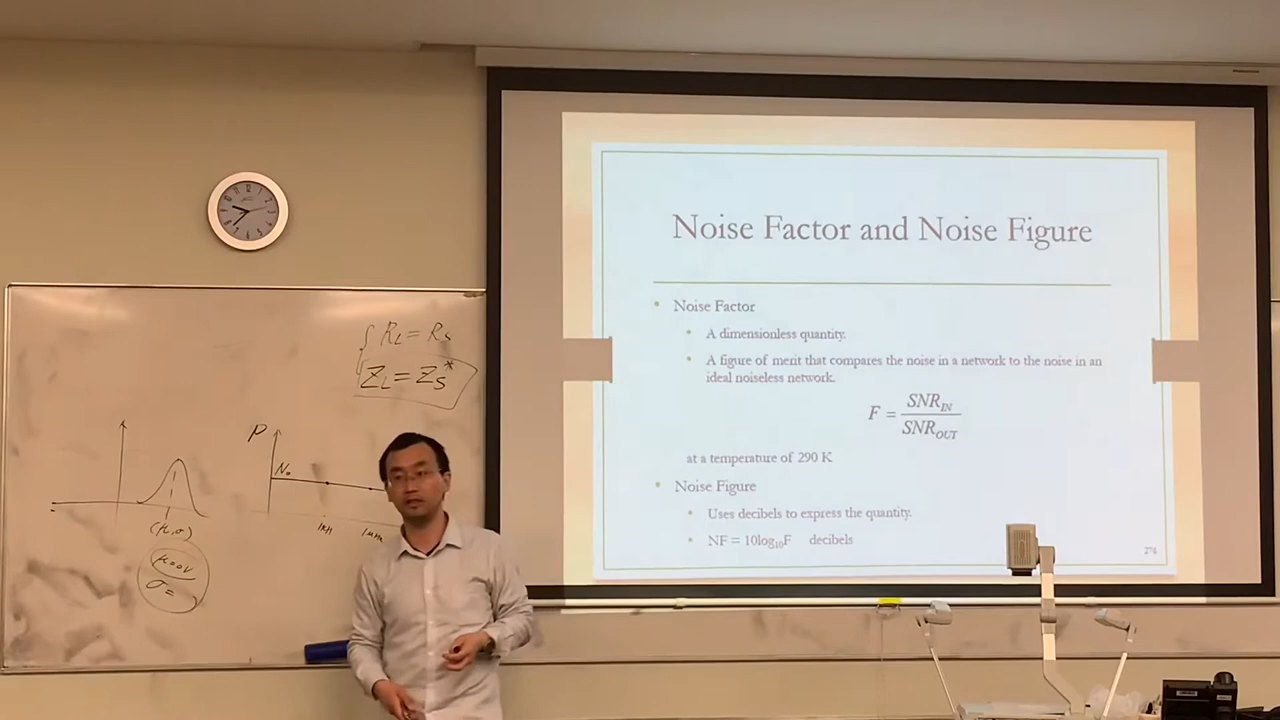 Noise Factor and Noise Figure
• Noise Factor
• A dimensionless quantity.
• A figure of merit that compares the noise in a network to the noise in an
ideal noiseless network.
F = SNR_IN / SNR_OUT
at a temperature of 290 K
• Noise Figure
• Uses decibels to express the quantity.
• NF = 10log₁₀F decibels
276
R_L = R_s
Z_L = Z_s*
P
N₀
(μ, σ)
μ=0V
σ=